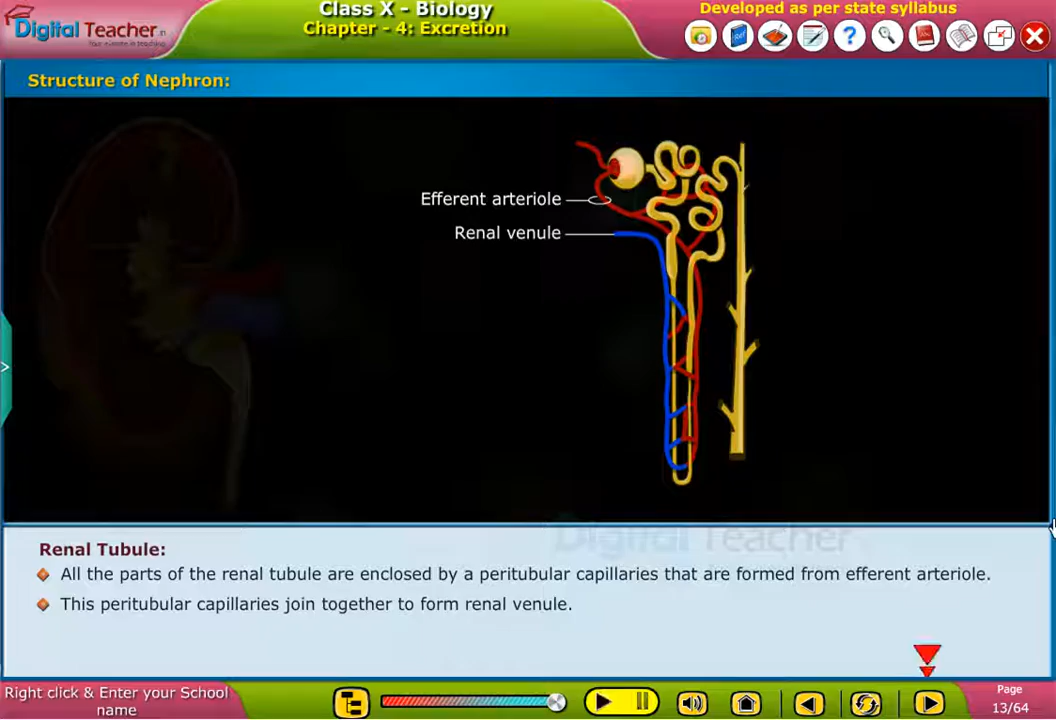 Digital Teacher.in
Class X - Biology
Chapter - 4: Excretion
Developed as per state syllabus
Structure of Nephron:
Efferent arteriole
Renal venule
Digital Teacher
Renal Tubule:
All the parts of the renal tubule are enclosed by a peritubular capillaries that are formed from efferent arteriole.
This peritubular capillaries join together to form renal venule.
Right click & Enter your School
name
Page
13/64